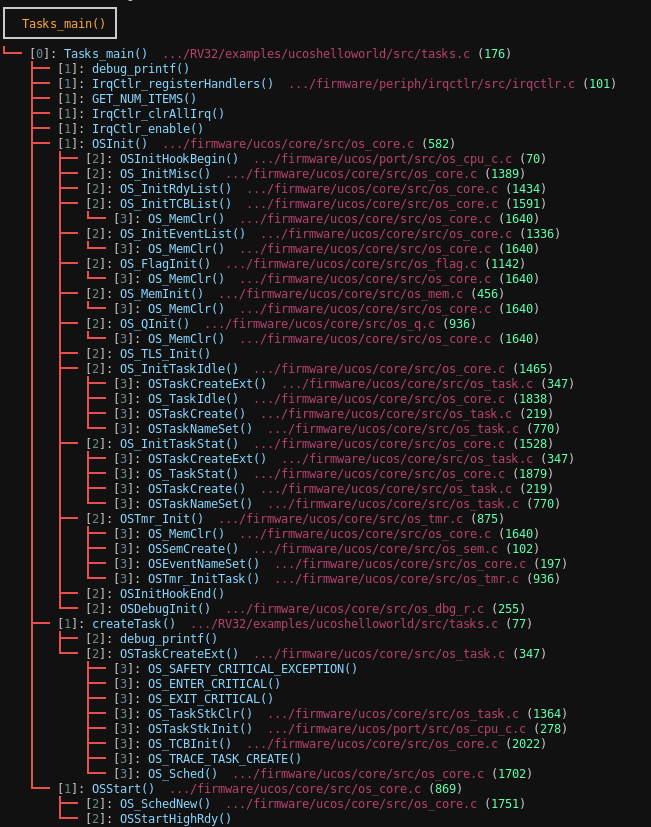 Tasks_main()
[0]: Tasks_main() .../RV32/examples/ucoshelloworld/src/tasks.c (176)
[1]: debug_printf()
[1]: IrqCtlr_registerHandlers() .../firmware/periph/irqctlr/src/irqctlr.c (101)
[1]: GET_NUM_ITEMS()
[1]: IrqCtlr_clrAllIrq()
[1]: IrqCtlr_enable()
[1]: OSInit() .../firmware/ucos/core/src/os_core.c (582)
[2]: OSInitHookBegin() .../firmware/ucos/port/src/os_cpu_c.c (70)
[2]: OS_InitMisc() .../firmware/ucos/core/src/os_core.c (1389)
[2]: OS_InitRdyList() .../firmware/ucos/core/src/os_core.c (1434)
[2]: OS_InitTCBList() .../firmware/ucos/core/src/os_core.c (1591)
[3]: OS_MemClr() .../firmware/ucos/core/src/os_core.c (1640)
[2]: OS_InitEventList() .../firmware/ucos/core/src/os_core.c (1336)
[3]: OS_MemClr() .../firmware/ucos/core/src/os_core.c (1640)
[2]: OS_FlagInit() .../firmware/ucos/core/src/os_flag.c (1142)
[3]: OS_MemClr() .../firmware/ucos/core/src/os_core.c (1640)
[2]: OS_MemInit() .../firmware/ucos/core/src/os_mem.c (456)
[3]: OS_MemClr() .../firmware/ucos/core/src/os_core.c (1640)
[2]: OS_QInit() .../firmware/ucos/core/src/os_q.c (936)
[3]: OS_MemClr() .../firmware/ucos/core/src/os_core.c (1640)
[2]: OS_TLS_Init()
[2]: OS_InitTaskIdle() .../firmware/ucos/core/src/os_core.c (1465)
[3]: OSTaskCreateExt() .../firmware/ucos/core/src/os_task.c (347)
[3]: OS_TaskIdle() .../firmware/ucos/core/src/os_core.c (1838)
[3]: OSTaskCreate() .../firmware/ucos/core/src/os_task.c (219)
[3]: OSTaskNameSet() .../firmware/ucos/core/src/os_task.c (770)
[2]: OS_InitTaskStat() .../firmware/ucos/core/src/os_core.c (1528)
[3]: OSTaskCreateExt() .../firmware/ucos/core/src/os_task.c (347)
[3]: OS_TaskStat() .../firmware/ucos/core/src/os_core.c (1879)
[3]: OSTaskCreate() .../firmware/ucos/core/src/os_task.c (219)
[3]: OSTaskNameSet() .../firmware/ucos/core/src/os_task.c (770)
[2]: OSTmr_Init() .../firmware/ucos/core/src/os_tmr.c (875)
[3]: OS_MemClr() .../firmware/ucos/core/src/os_core.c (1640)
[3]: OSSemCreate() .../firmware/ucos/core/src/os_sem.c (102)
[3]: OSEventNameSet() .../firmware/ucos/core/src/os_core.c (197)
[3]: OSTmr_InitTask() .../firmware/ucos/core/src/os_tmr.c (936)
[2]: OSInitHookEnd()
[2]: OSDebugInit() .../firmware/ucos/core/src/os_dbg_r.c (255)
[1]: createTask() .../RV32/examples/ucoshelloworld/src/tasks.c (77)
[2]: debug_printf()
[2]: OSTaskCreateExt() .../firmware/ucos/core/src/os_task.c (347)
[3]: OS_SAFETY_CRITICAL_EXCEPTION()
[3]: OS_ENTER_CRITICAL()
[3]: OS_EXIT_CRITICAL()
[3]: OS_TaskStkClr() .../firmware/ucos/core/src/os_task.c (1364)
[3]: OSTaskStkInit() .../firmware/ucos/port/src/os_cpu_c.c (278)
[3]: OS_TCBInit() .../firmware/ucos/core/src/os_core.c (2022)
[3]: OS_TRACE_TASK_CREATE()
[3]: OS_Sched() .../firmware/ucos/core/src/os_core.c (1702)
[1]: OSStart() .../firmware/ucos/core/src/os_core.c (869)
[2]: OS_SchedNew() .../firmware/ucos/core/src/os_core.c (1751)
[2]: OSStartHighRdy()